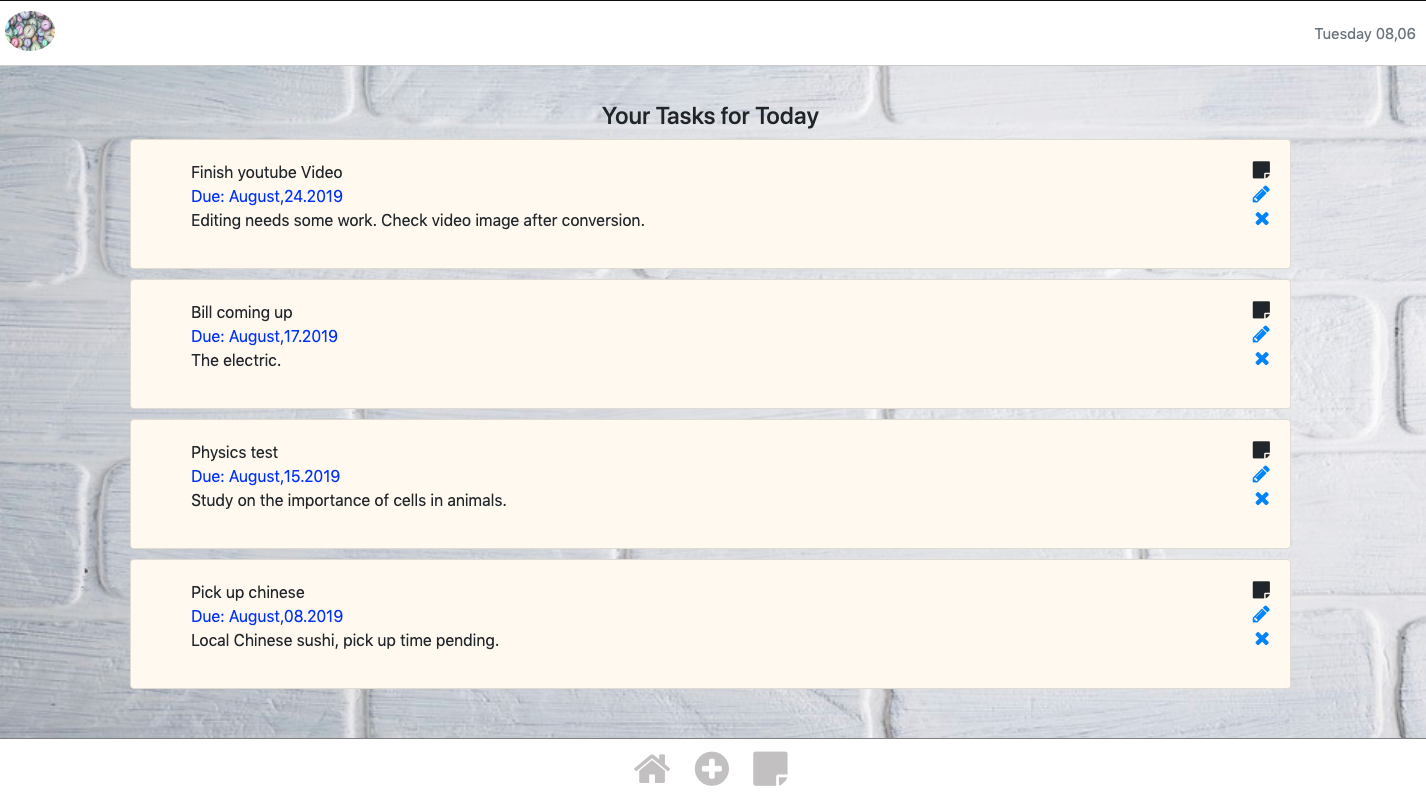 Tuesday 08,06
Your Tasks for Today
Finish youtube Video
Due: August,24.2019
Editing needs some work. Check video image after conversion.
Bill coming up
Due: August,17.2019
The electric.
Physics test
Due: August,15.2019
Study on the importance of cells in animals.
Pick up chinese
Due: August,08.2019
Local Chinese sushi, pick up time pending.